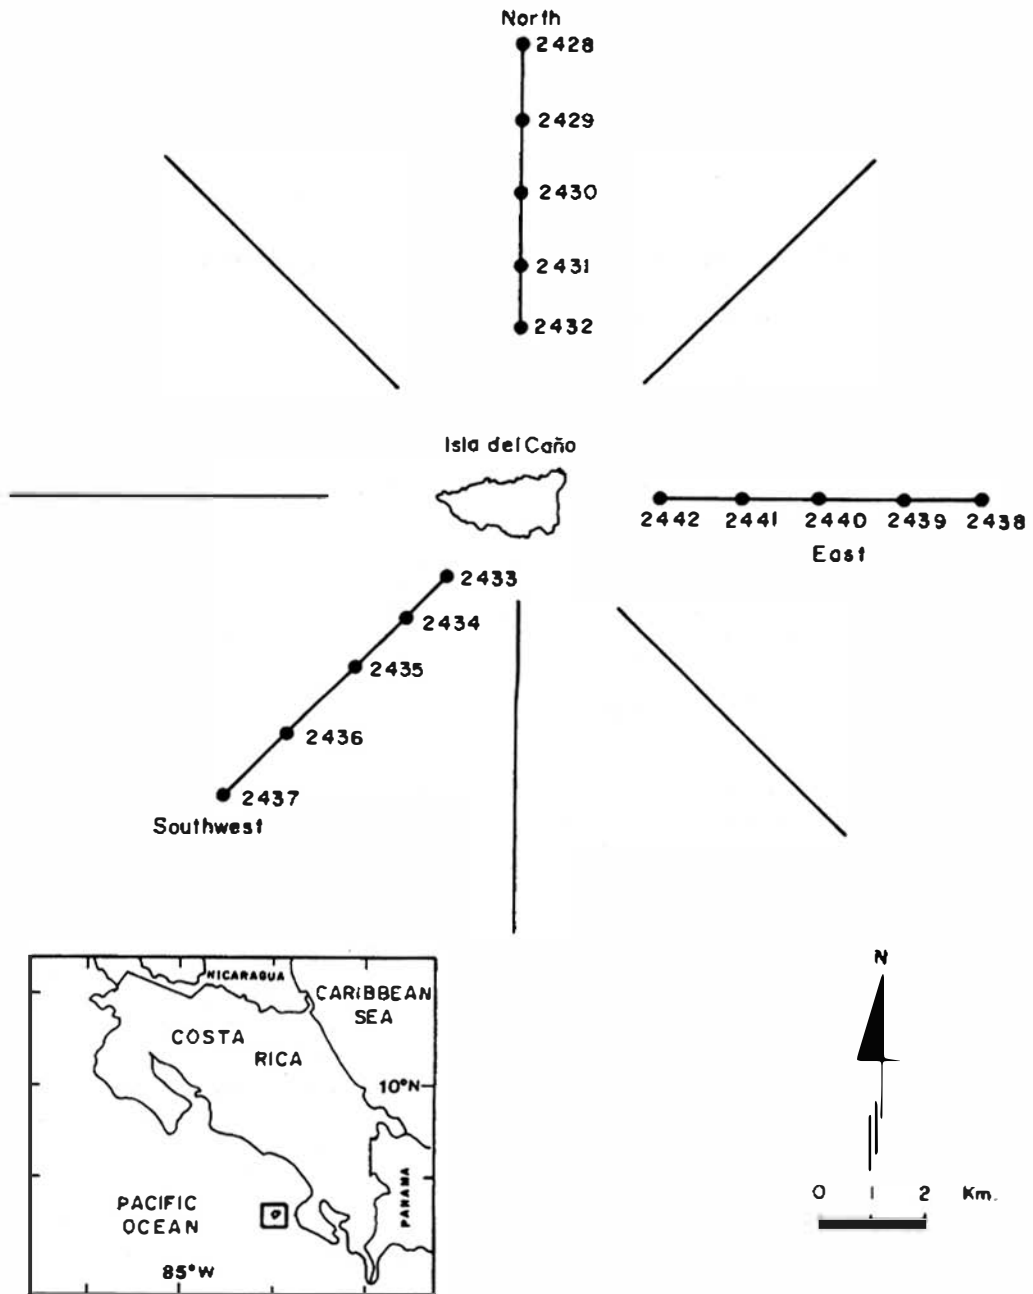 North
2428
2429
2430
2431
2432
Isla del Caño
2442 2441 2440 2439 2438
East
2433
2434
2435
2436
2437
Southwest
N
0 1 2 Km.
NICARAGUA
CARIBBEAN
SEA
COSTA
RICA
10°N
PANAMA
PACIFIC
OCEAN
85°W